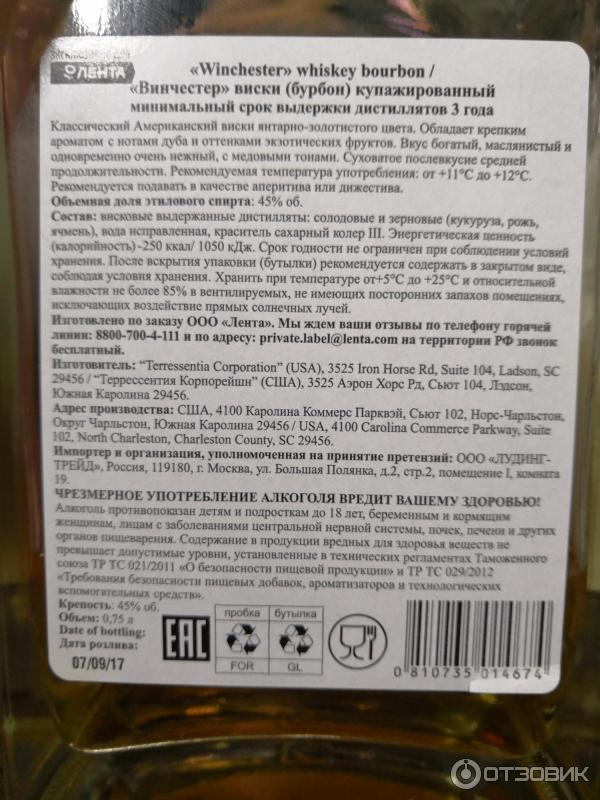 ЛЕНТА
«Winchester» whiskey bourbon /
«Винчестер» виски (бурбон) купажированный
минимальный срок выдержки дистиллятов 3 года
Классический Американский виски янтарно-золотистого цвета. Обладает крепким
ароматом с нотами дуба и оттенками экзотических фруктов. Вкус богатый, маслянистый и
одновременно очень нежный, с медовыми тонами. Суховатое послевкусие средней
продолжительности. Рекомендуемая температура употребления: от +11°С до +12°С.
Рекомендуется подавать в качестве аперитива или дижестива.
Объемная доля этилового спирта: 45% об.
Состав: висковые выдержанные дистилляты: солодовые и зерновые (кукуруза, рожь,
ячмень), вода исправленная, краситель сахарный колер III. Энергетическая ценность
(калорийность)-250 ккал/ 1050 кДж. Срок годности не ограничен при соблюдении условий
хранения. После вскрытия упаковки (бутылки) рекомендуется содержать в закрытом виде,
соблюдая условия хранения. Хранить при температуре от+5°С до +25°С и относительной
влажности не более 85% в вентилируемых, не имеющих посторонних запахов помещениях,
исключающих воздействие прямых солнечных лучей.
Изготовлено по заказу ООО «Лента». Мы ждем ваши отзывы по телефону горячей
линии: 8800-700-4-111 и по адресу: private.label@lenta.com на территории РФ звонок
бесплатный.
Изготовитель: “Terressentia Corporation” (USA), 3525 Iron Horse Rd, Suite 104, Ladson, SC
29456 / “Террессентия Корпорейшн” (США), 3525 Аэрон Хорс Рд, Сьют 104, Лэдсон,
Южная Каролина 29456.
Адрес производства: США, 4100 Каролина Коммерс Парквэй, Сьют 102, Норс-Чарльстон,
Округ Чарльстон, Южная Каролина 29456 / USA, 4100 Carolina Commerce Parkway, Suite
102, North Charleston, Charleston County, SC 29456.
Импортер и организация, уполномоченная на принятие претензий: ООО «ЛУДИНГ-
ТРЕЙД», Россия, 119180, г. Москва, ул. Большая Полянка, д.2, стр.2, помещение I, комната
19.
ЧРЕЗМЕРНОЕ УПОТРЕБЛЕНИЕ АЛКОГОЛЯ ВРЕДИТ ВАШЕМУ ЗДОРОВЬЮ!
Алкоголь противопоказан детям и подросткам до 18 лет, беременным и кормящим
женщинам, лицам с заболеваниями центральной нервной системы, почек, печени и других
органов пищеварения. Содержание в продукции вредных для здоровья веществ не
превышает допустимые уровни, установленные в технических регламентах Таможенного
союза ТР ТС 021/2011 «О безопасности пищевой продукции» и ТР ТС 029/2012
«Требования безопасности пищевых добавок, ароматизаторов и технологических
вспомогательных средств».
Крепость: 45% об.
Объем: 0,75 л
Date of bottling:
Дата розлива:
07/09/17
EAC
пробка бутылка
FOR GL
0 810735 014674
ОТЗОВИК